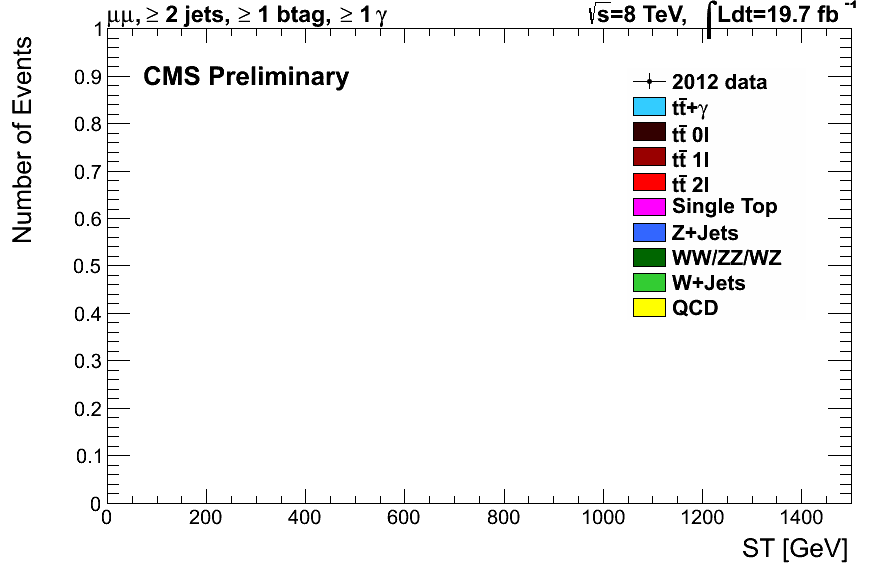 μμ, ≥ 2 jets, ≥ 1 btag, ≥ 1 γ
√s=8 TeV, ∫Ldt=19.7 fb⁻¹
Number of Events
CMS Preliminary
2012 data
tt̄+γ
tt̄ 0l
tt̄ 1l
tt̄ 2l
Single Top
Z+Jets
WW/ZZ/WZ
W+Jets
QCD
1
0.9
0.8
0.7
0.6
0.5
0.4
0.3
0.2
0.1
0
0 200 400 600 800 1000 1200 1400
ST [GeV]